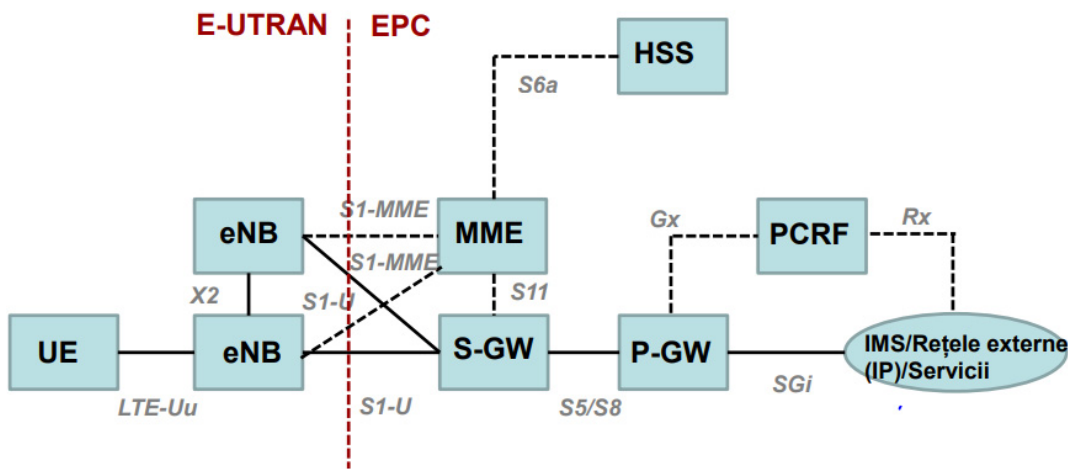 E-UTRAN
EPC
HSS
S6a
S1-MME
eNB
MME
Gx
PCRF
Rx
S1-MME
X2
S1-U
S11
UE
eNB
S-GW
P-GW
IMS/Rețele externe
(IP)/Servicii
LTE-Uu
S1-U
S5/S8
SGi